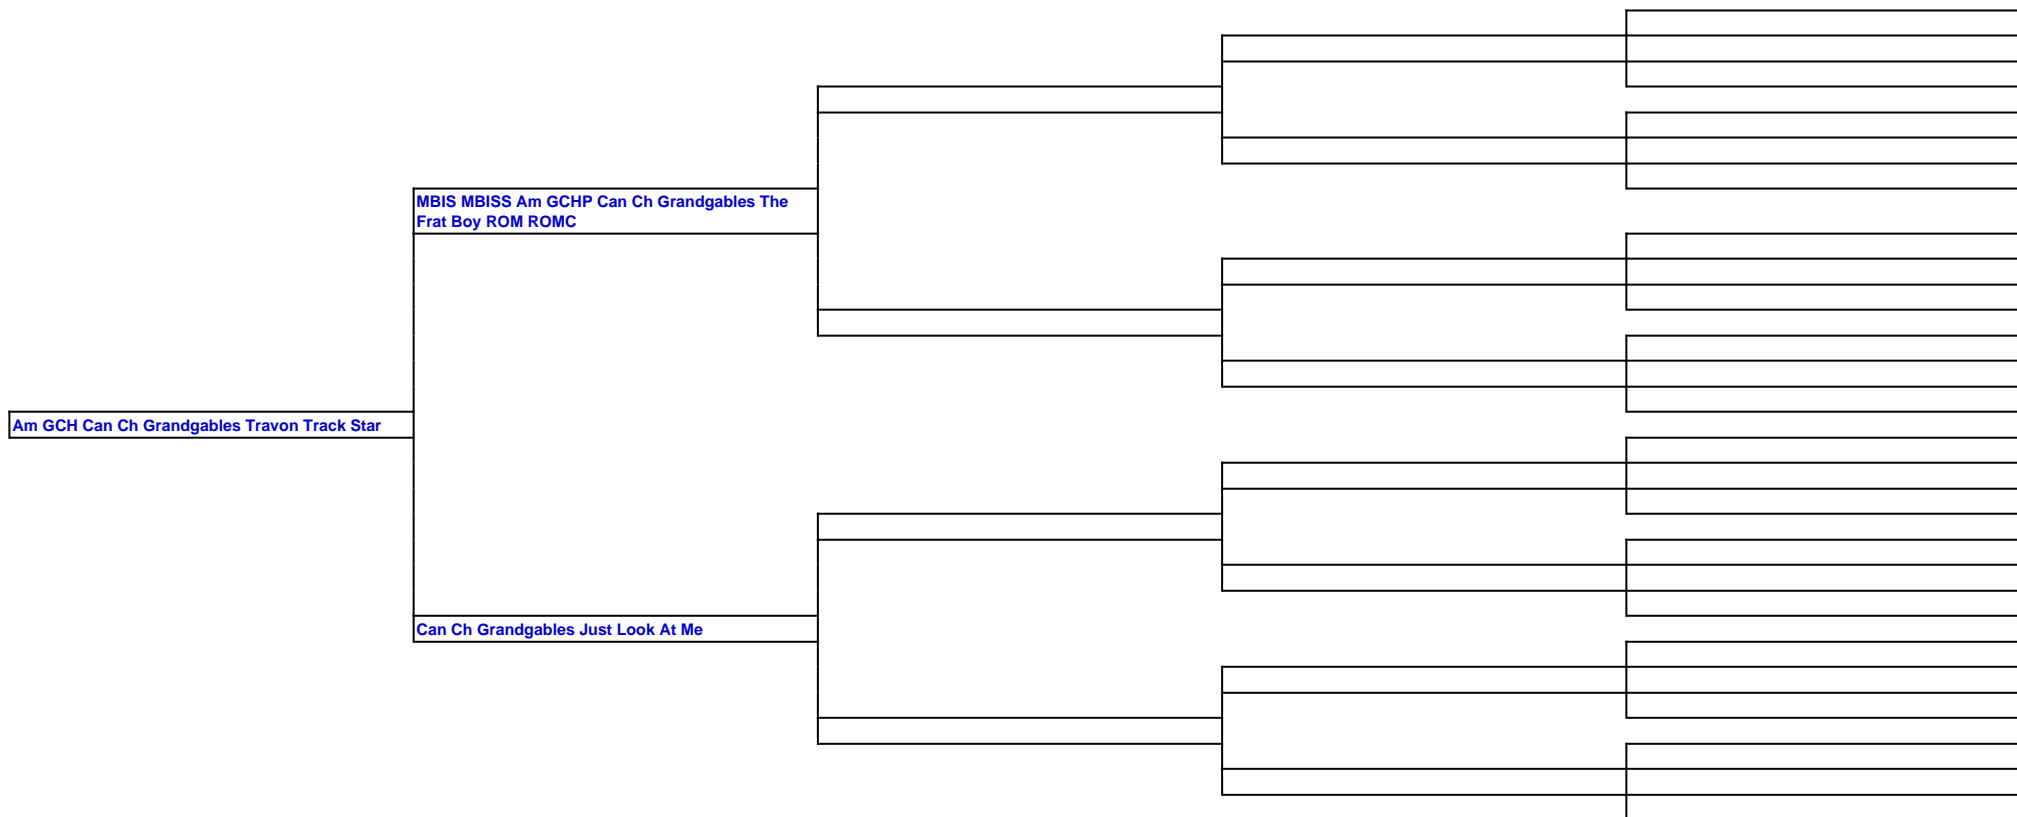 MBIS MBISS Am GCHP Can Ch Grandgables The
Frat Boy ROM ROMC
Am GCH Can Ch Grandgables Travon Track Star
Can Ch Grandgables Just Look At Me